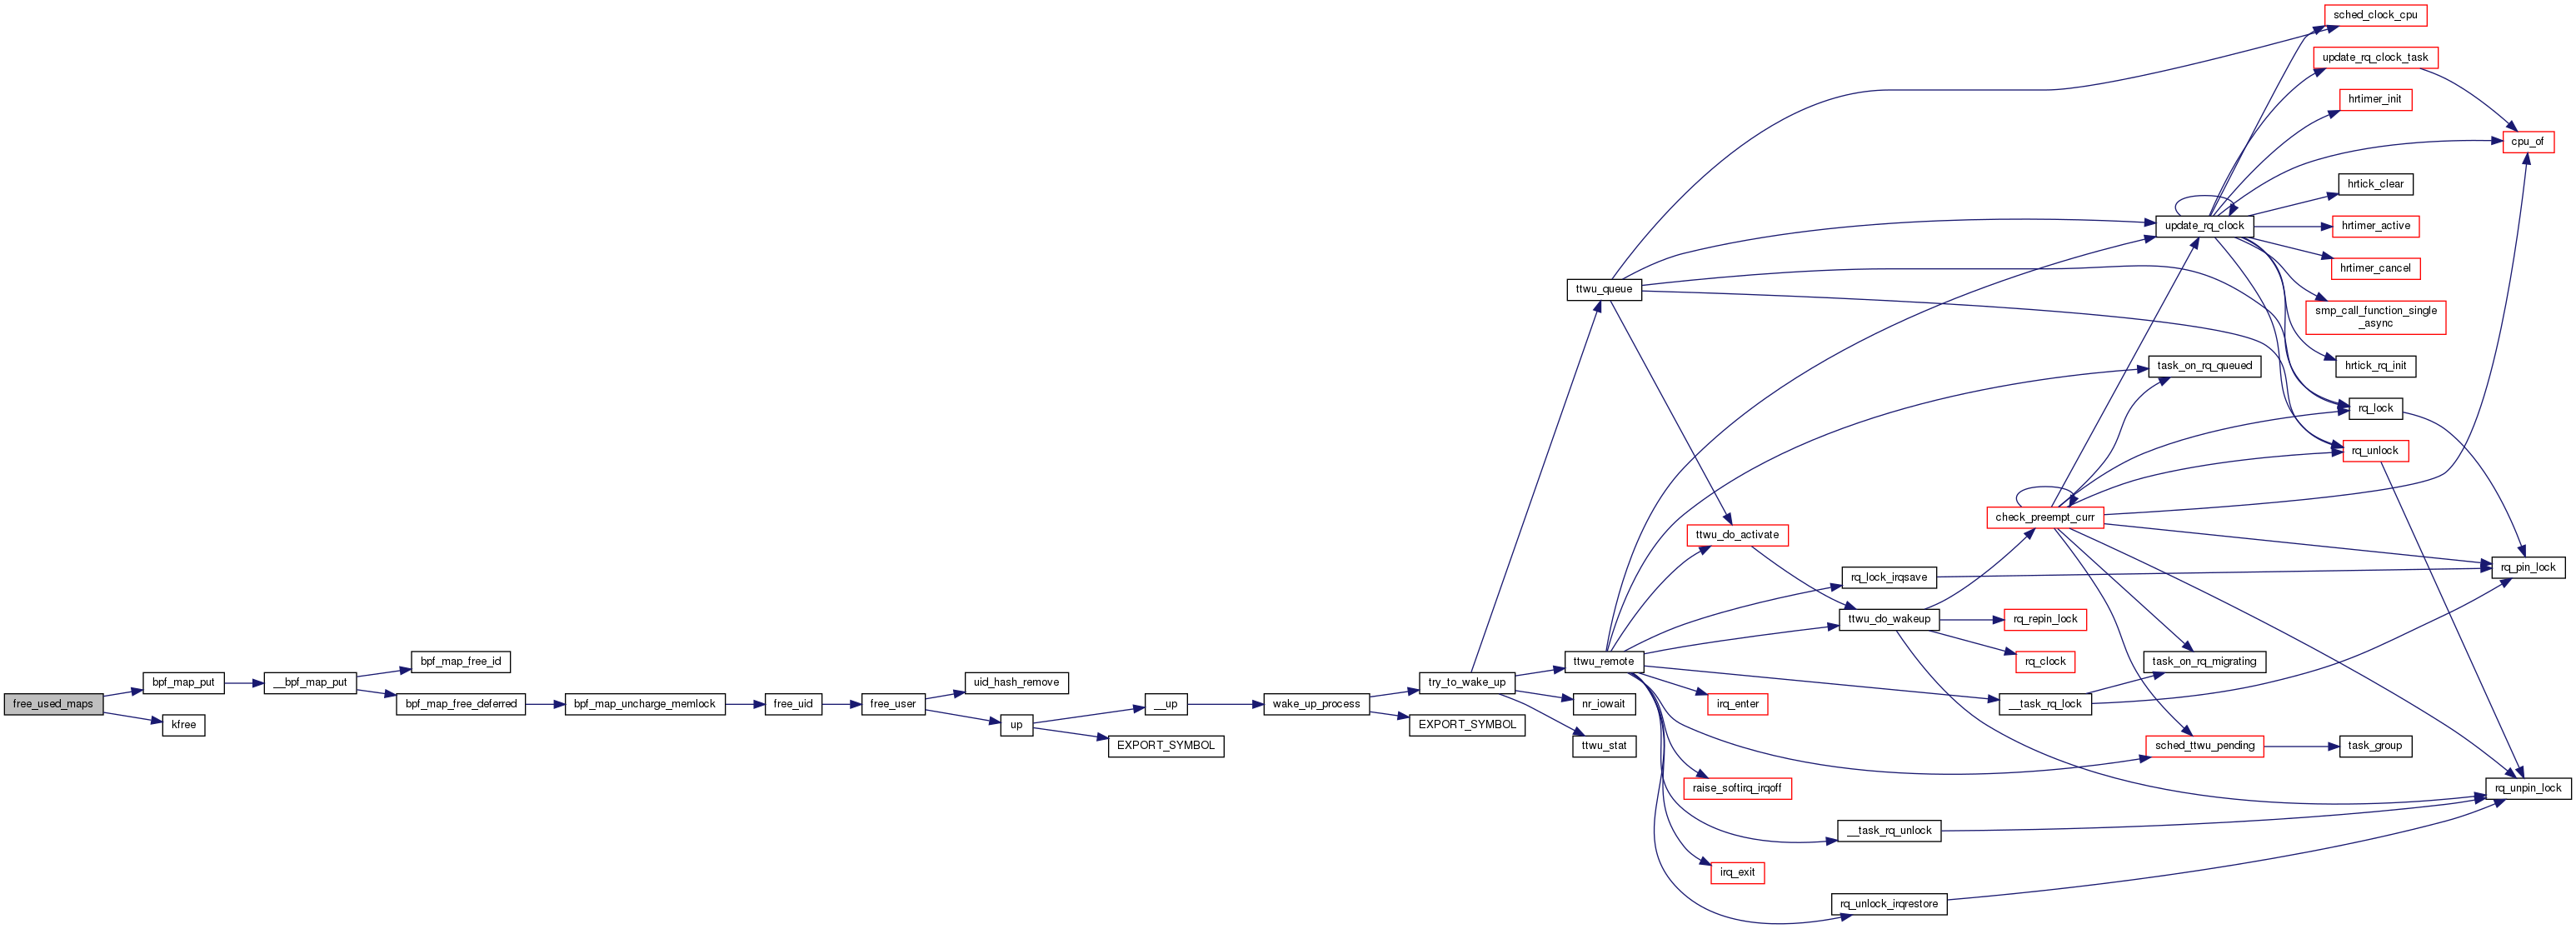 free_used_maps
bpf_map_put
kfree
__bpf_map_put
bpf_map_free_id
bpf_map_free_deferred
bpf_map_uncharge_memlock
free_uid
free_user
uid_hash_remove
up
__up
EXPORT_SYMBOL
wake_up_process
try_to_wake_up
EXPORT_SYMBOL
ttwu_queue
ttwu_remote
nr_iowait
ttwu_stat
ttwu_do_activate
irq_enter
raise_softirq_irqoff
irq_exit
rq_lock_irqsave
ttwu_do_wakeup
__task_rq_unlock
rq_unlock_irqrestore
check_preempt_curr
rq_repin_lock
rq_clock
__task_rq_lock
update_rq_clock
task_on_rq_queued
task_on_rq_migrating
sched_ttwu_pending
sched_clock_cpu
update_rq_clock_task
hrtimer_init
hrtick_clear
hrtimer_active
hrtimer_cancel
smp_call_function_single
_async
hrtick_rq_init
rq_lock
rq_unlock
task_group
cpu_of
rq_pin_lock
rq_unpin_lock